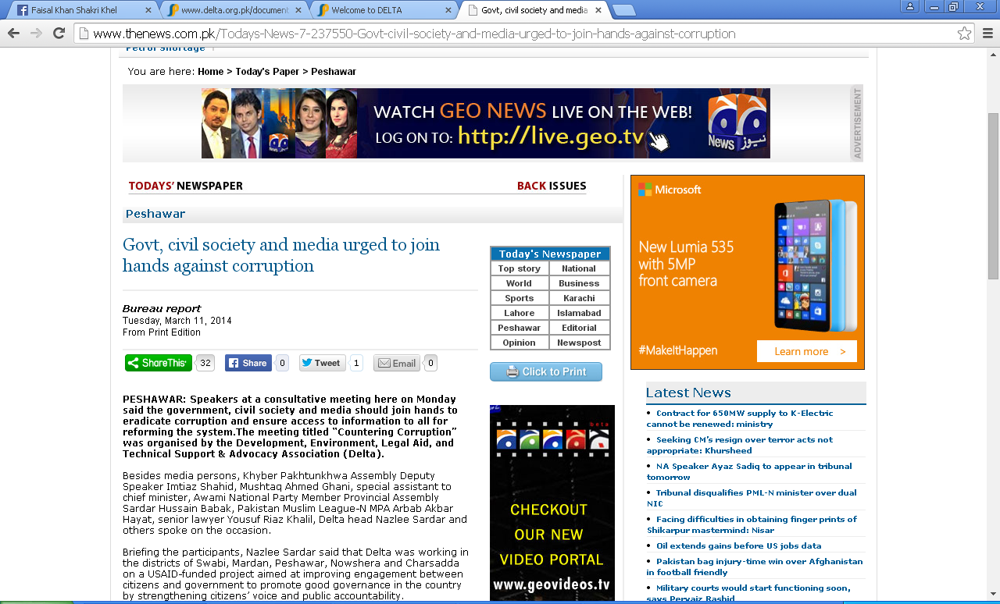 Faisal Khan Shakri Khel
www.delta.org.pk/document
Welcome to DELTA
Govt, civil society and media
www.thenews.com.pk/Todays-News-7-237550-Govt-civil-society-and-media-urged-to-join-hands-against-corruption
Petrol Shortage
You are here: Home > Today's Paper > Peshawar
WATCH GEO NEWS LIVE ON THE WEB!
LOG ON TO: http://live.geo.tv
News نیوز
ADVERTISEMENT
TODAYS' NEWSPAPER
BACK ISSUES
Peshawar
Govt, civil society and media urged to join
hands against corruption
Bureau report
Tuesday, March 11, 2014
From Print Edition
ShareThis 32 Share 0 Tweet 1 Email 0
PESHAWAR: Speakers at a consultative meeting here on Monday
said the government, civil society and media should join hands to
eradicate corruption and ensure access to information to all for
reforming the system.The meeting titled “Countering Corruption”
was organised by the Development, Environment, Legal Aid, and
Technical Support & Advocacy Association (Delta).
Besides media persons, Khyber Pakhtunkhwa Assembly Deputy
Speaker Imtiaz Shahid, Mushtaq Ahmed Ghani, special assistant to
chief minister, Awami National Party Member Provincial Assembly
Sardar Hussain Babak, Pakistan Muslim League-N MPA Arbab Akbar
Hayat, senior lawyer Yousuf Riaz Khalil, Delta head Nazlee Sardar and
others spoke on the occasion.
Briefing the participants, Nazlee Sardar said that Delta was working in
the districts of Swabi, Mardan, Peshawar, Nowshera and Charsadda
on a USAID-funded project aimed at improving engagement between
citizens and government to promote good governance in the country
by strengthening citizens’ voice and public accountability.
Today's Newspaper
Top story National
World Business
Sports Karachi
Lahore Islamabad
Peshawar Editorial
Opinion Newspost
Click to Print
beta
CHECKOUT
OUR NEW
VIDEO PORTAL
www.geovideos.tv
Microsoft
New Lumia 535
with 5MP
front camera
#MakeItHappen
Learn more >
Latest News
Contract for 650MW supply to K-Electric
cannot be renewed: ministry
Seeking CM’s resign over terror acts not
appropriate: Khursheed
NA Speaker Ayaz Sadiq to appear in tribunal
tomorrow
Tribunal disqualifies PML-N minister over dual
NIC
Facing difficulties in obtaining finger prints of
Shikarpur mastermind: Nisar
Oil extends gains before US jobs data
Pakistan bag injury-time win over Afghanistan
in football friendly
Military courts would start functioning soon,
says Pervaiz Rashid